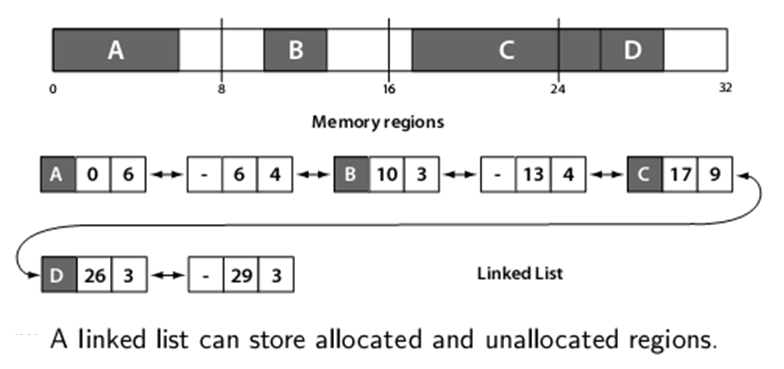 A B C D
0 8 16 24 32
Memory regions
A 0 6 - 6 4 B 10 3 - 13 4 C 17 9
D 26 3 - 29 3 Linked List
A linked list can store allocated and unallocated regions.